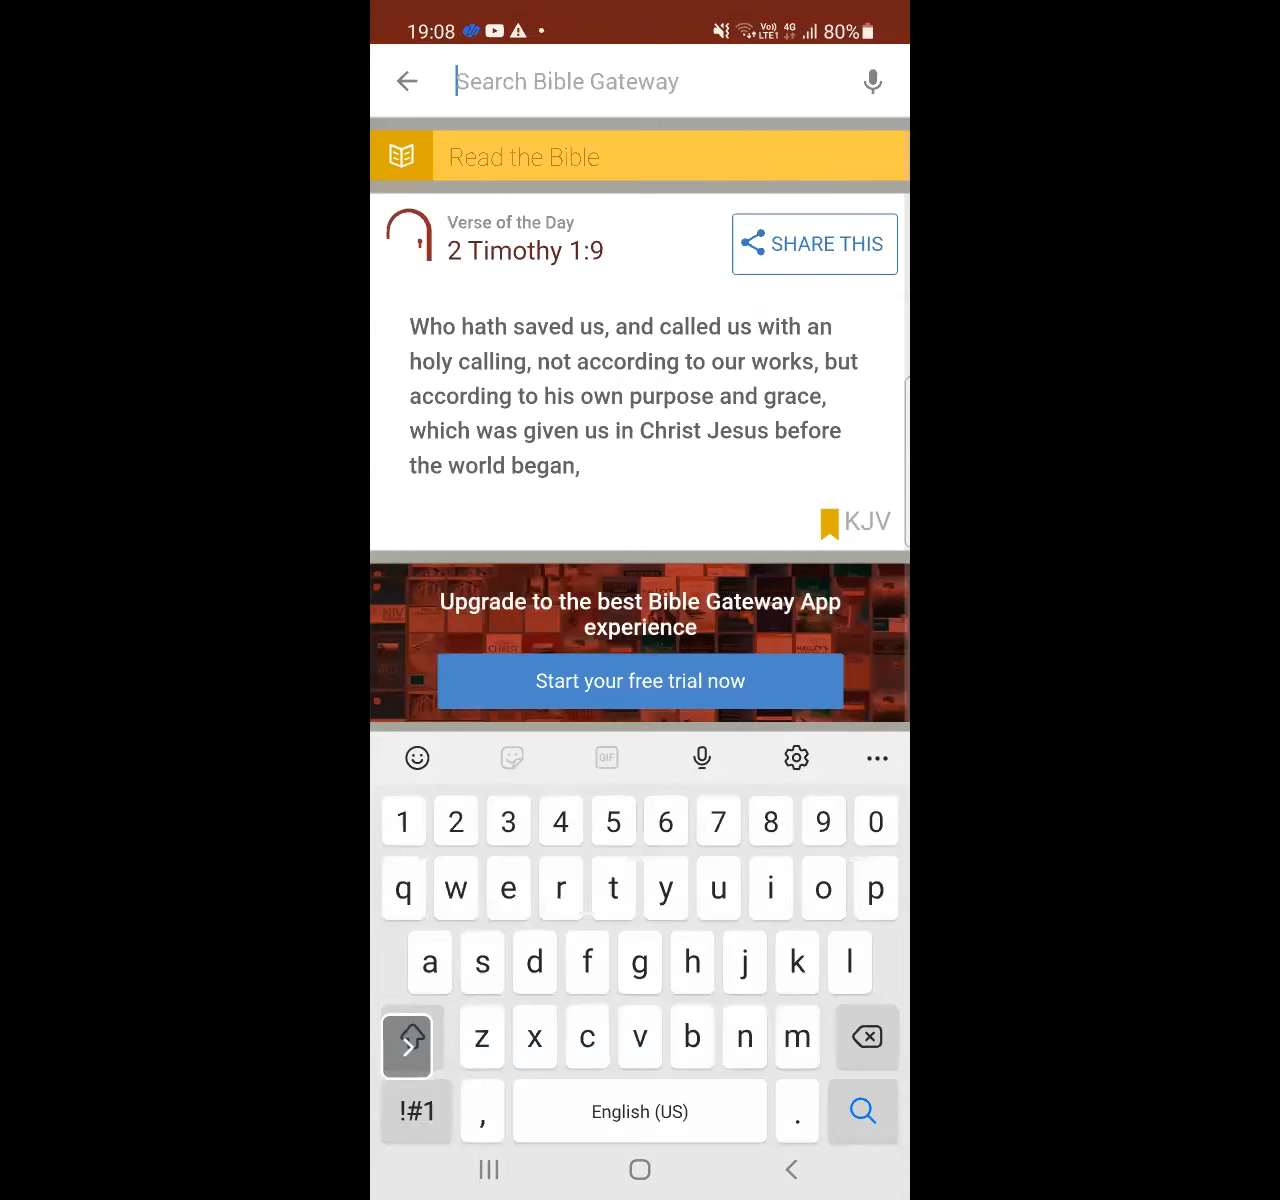 19:08 Vo)) LTE1 4G 80%
Search Bible Gateway
Read the Bible
Verse of the Day
2 Timothy 1:9
SHARE THIS
Who hath saved us, and called us with an
holy calling, not according to our works, but
according to his own purpose and grace,
which was given us in Christ Jesus before
the world began,
KJV
Upgrade to the best Bible Gateway App
experience
Start your free trial now
GIF
1 2 3 4 5 6 7 8 9 0
q w e r t y u i o p
a s d f g h j k l
z x c v b n m
!#1 , English (US) .